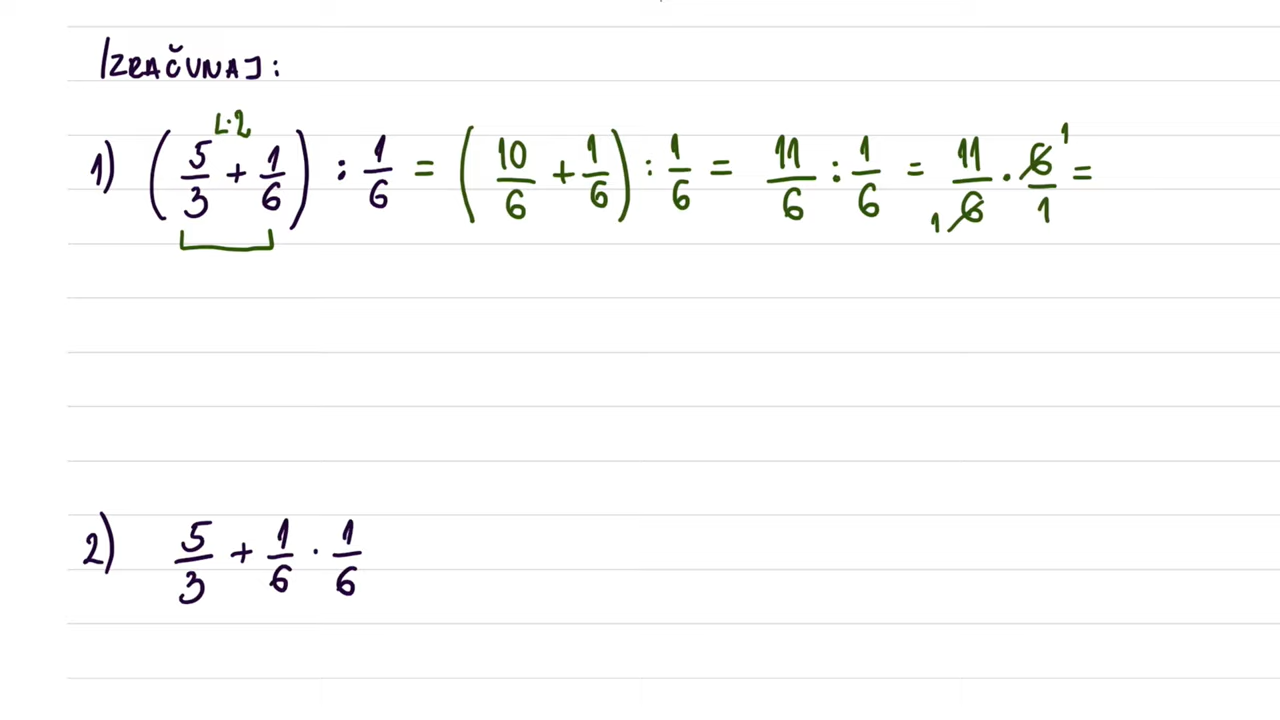 IZRAČUNAJ:
1) (5/3 + 1/6) : 1/6 = (10/6 + 1/6) : 1/6 = 11/6 : 1/6 = 11/6 · 6/1 =
2) 5/3 + 1/6 · 1/6